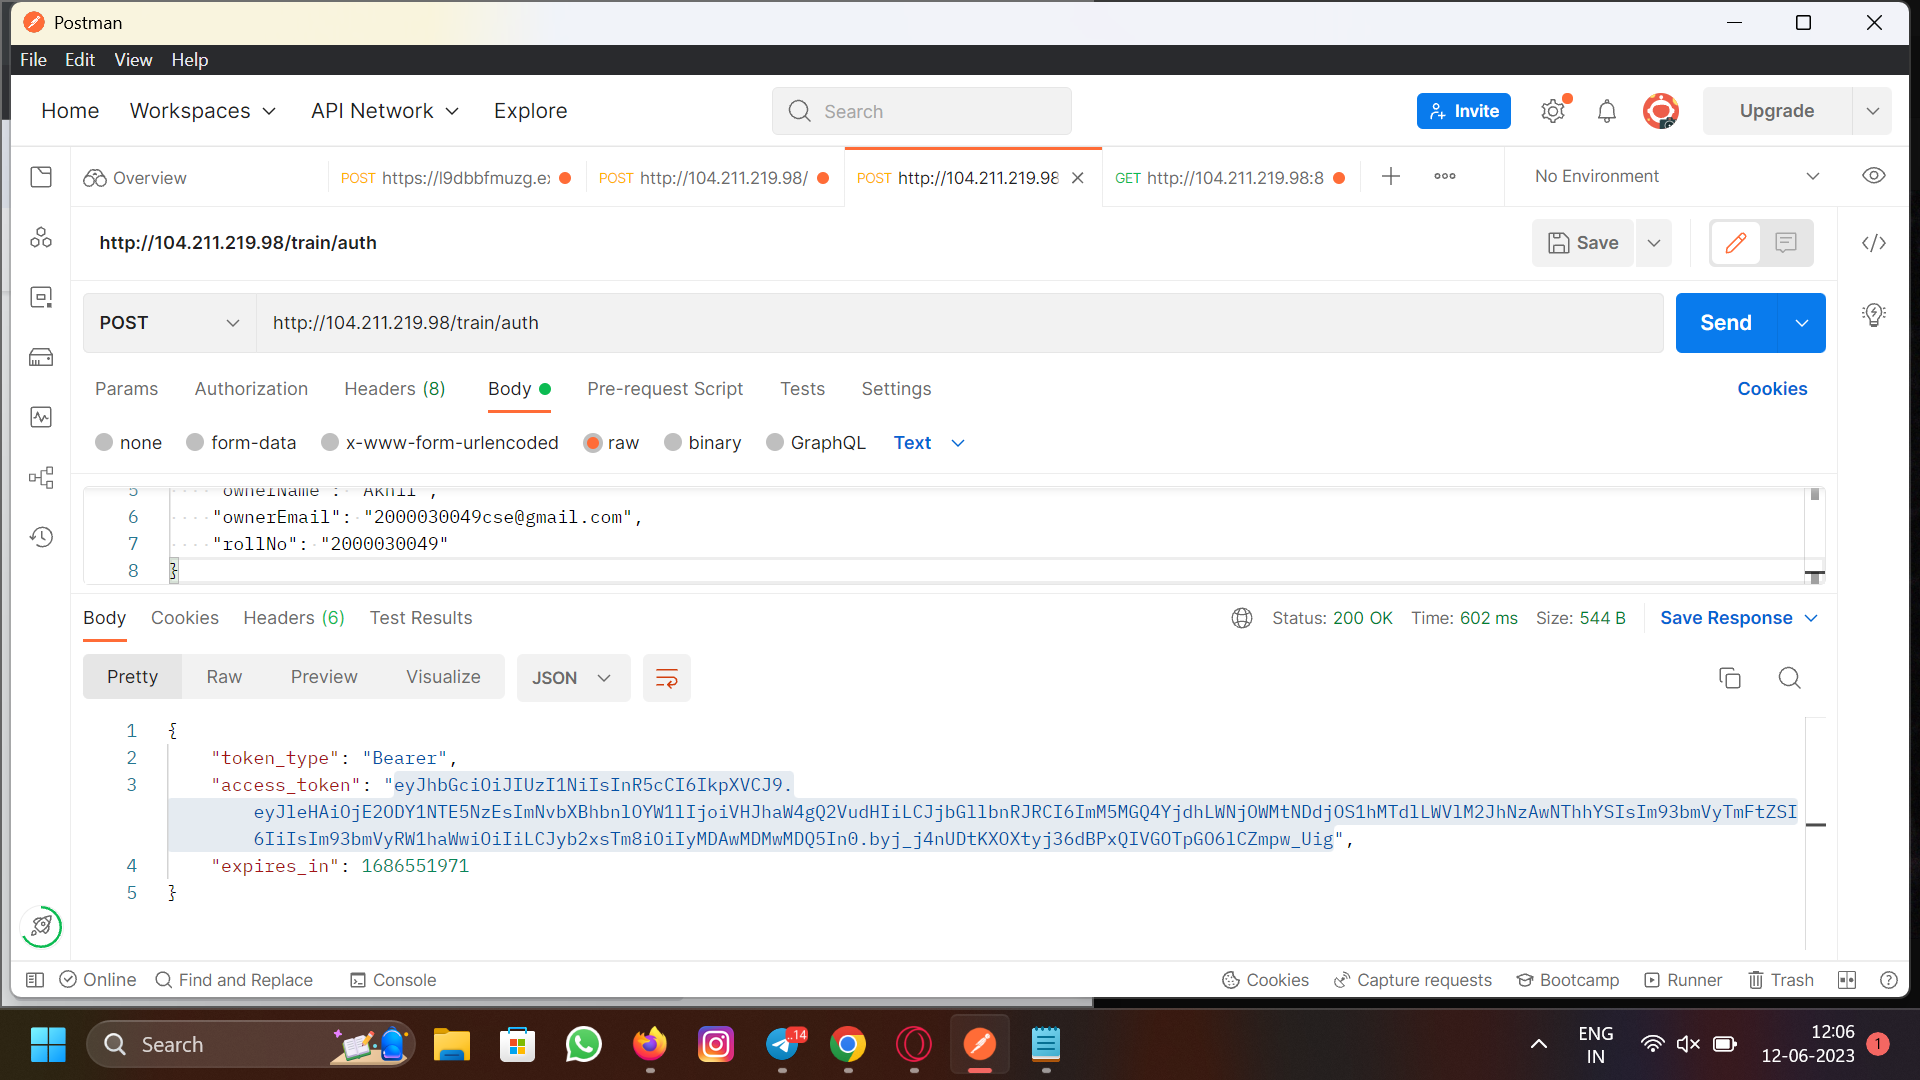 Postman
File Edit View Help
Home Workspaces API Network Explore Search Invite Upgrade
Overview POST https://l9dbbfmuzg.ex POST http://104.211.219.98/ POST http://104.211.219.98 GET http://104.211.219.98:8 No Environment
http://104.211.219.98/train/auth Save
POST http://104.211.219.98/train/auth Send
Params Authorization Headers (8) Body Pre-request Script Tests Settings Cookies
none form-data x-www-form-urlencoded raw binary GraphQL Text
5 "ownerName": "Akhil",
6 "ownerEmail": "2000030049cse@gmail.com",
7 "rollNo": "2000030049"
8 }
Body Cookies Headers (6) Test Results Status: 200 OK Time: 602 ms Size: 544 B Save Response
Pretty Raw Preview Visualize JSON
1 {
2 "token_type": "Bearer",
3 "access_token": "eyJhbGciOiJIUzI1NiIsInR5cCI6IkpXVCJ9.
eyJleHAiOjE2ODY1NTE5NzEsImNvbXBhbnlOYW1lIjoiVHJhaW4gQ2VudHIiLCJjbGllbnRJRCI6ImM5MGQ4YjdhLWNjOWMtNDdjOS1hMTdlLWVlM2JhNzAwNThhYSIsIm93bmVyTmFtZSI
6IiIsIm93bmVyRW1haWwiOiIiLCJyb2xsTm8iOiIyMDAwMDMwMDQ5In0.byj_j4nUDtKXOXtyj36dBPxQIVGOTpGO6lCZmpw_Uig",
4 "expires_in": 1686551971
5 }
Online Find and Replace Console Cookies Capture requests Bootcamp Runner Trash
Search 14 ENG 12:06 1
IN 12-06-2023